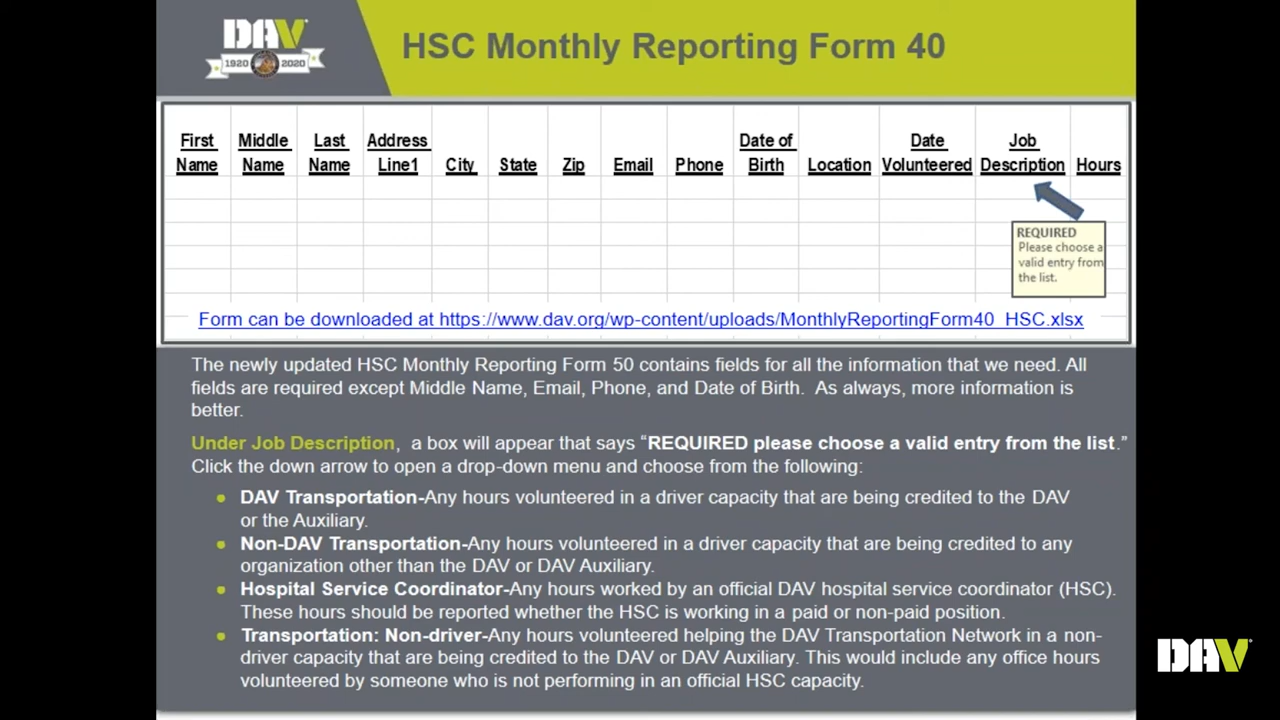 DAV
1920 2020
HSC Monthly Reporting Form 40
First Name Middle Name Last Name Address Line1 City State Zip Email Phone Date of Birth Location Date Volunteered Job Description Hours
REQUIRED
Please choose a
valid entry from
the list.
Form can be downloaded at https://www.dav.org/wp-content/uploads/MonthlyReportingForm40_HSC.xlsx
The newly updated HSC Monthly Reporting Form 50 contains fields for all the information that we need. All
fields are required except Middle Name, Email, Phone, and Date of Birth. As always, more information is
better.
Under Job Description, a box will appear that says “REQUIRED please choose a valid entry from the list.”
Click the down arrow to open a drop-down menu and choose from the following:
• DAV Transportation-Any hours volunteered in a driver capacity that are being credited to the DAV
or the Auxiliary.
• Non-DAV Transportation-Any hours volunteered in a driver capacity that are being credited to any
organization other than the DAV or DAV Auxiliary.
• Hospital Service Coordinator-Any hours worked by an official DAV hospital service coordinator (HSC).
These hours should be reported whether the HSC is working in a paid or non-paid position.
• Transportation: Non-driver-Any hours volunteered helping the DAV Transportation Network in a non-
driver capacity that are being credited to the DAV or DAV Auxiliary. This would include any office hours
volunteered by someone who is not performing in an official HSC capacity.
DAV